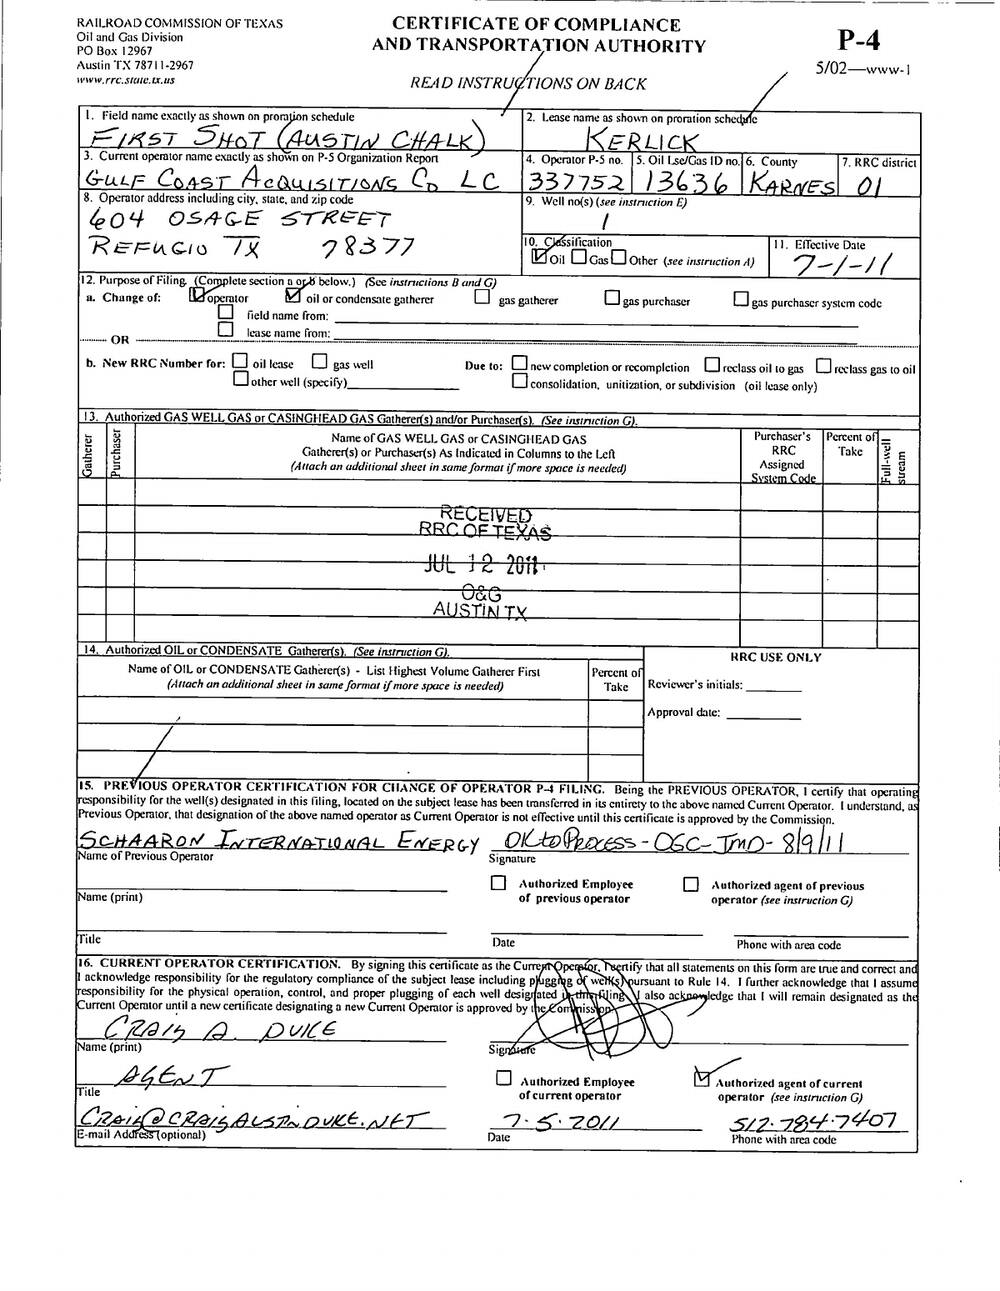 RAILROAD COMMISSION OF TEXAS
Oil and Gas Division
PO Box 12967
Austin TX 78711-2967
www.rrc.state.tx.us
CERTIFICATE OF COMPLIANCE
AND TRANSPORTATION AUTHORITY
READ INSTRUCTIONS ON BACK
P-4
5/02—www-1
1. Field name exactly as shown on proration schedule
FIRST SHOT (AUSTIN CHALK)
2. Lease name as shown on proration schedule
KERLICK
3. Current operator name exactly as shown on P-5 Organization Report
GULF COAST ACQUISITIONS CO LC
4. Operator P-5 no.
337752
5. Oil Lse/Gas ID no.
13636
6. County
KARNES
7. RRC district
01
8. Operator address including city, state, and zip code
604 OSAGE STREET
REFUGIO TX 78377
9. Well no(s) (see instruction E)
1
10. Classification
Oil Gas Other (see instruction A)
11. Effective Date
7-1-11
12. Purpose of Filing. (Complete section a or b below.) (See instructions B and G)
a. Change of: operator oil or condensate gatherer gas gatherer gas purchaser gas purchaser system code
field name from:
lease name from:
OR
b. New RRC Number for: oil lease gas well Due to: new completion or recompletion reclass oil to gas reclass gas to oil
other well (specify) consolidation, unitization, or subdivision (oil lease only)
13. Authorized GAS WELL GAS or CASINGHEAD GAS Gatherer(s) and/or Purchaser(s). (See instruction G).
Gatherer
Purchaser
Name of GAS WELL GAS or CASINGHEAD GAS
Gatherer(s) or Purchaser(s) As Indicated in Columns to the Left
(Attach an additional sheet in same format if more space is needed)
Purchaser's
RRC
Assigned
System Code
Percent of
Take
Full-well
stream
RECEIVED
RRC OF TEXAS
JUL 12 2011
O&G
AUSTIN TX
14. Authorized OIL or CONDENSATE Gatherer(s). (See instruction G).
Name of OIL or CONDENSATE Gatherer(s) - List Highest Volume Gatherer First
(Attach an additional sheet in same format if more space is needed)
Percent of
Take
RRC USE ONLY
Reviewer's initials:
Approval date:
15. PREVIOUS OPERATOR CERTIFICATION FOR CHANGE OF OPERATOR P-4 FILING. Being the PREVIOUS OPERATOR, I certify that operating
responsibility for the well(s) designated in this filing, located on the subject lease has been transferred in its entirety to the above named Current Operator. I understand, as
Previous Operator, that designation of the above named operator as Current Operator is not effective until this certificate is approved by the Commission.
SCHAARON INTERNATIONAL ENERGY
OK to PROCESS-OGC-JMD-8/9/11
Name of Previous Operator
Signature
Name (print)
Authorized Employee
of previous operator
Authorized agent of previous
operator (see instruction G)
Title
Date
Phone with area code
16. CURRENT OPERATOR CERTIFICATION. By signing this certificate as the Current Operator, I certify that all statements on this form are true and correct and
I acknowledge responsibility for the regulatory compliance of the subject lease including plugging of well(s) pursuant to Rule 14. I further acknowledge that I assume
responsibility for the physical operation, control, and proper plugging of each well designated in this filing. I also acknowledge that I will remain designated as the
Current Operator until a new certificate designating a new Current Operator is approved by the Commission.
CRAIG A. DUKE
Name (print)
Signature
AGENT
Title
Authorized Employee
of current operator
Authorized agent of current
operator (see instruction G)
CRAIG@CRAIGAUSTINDUKE.NET
7-5-2011
512-784-7407
E-mail Address (optional)
Date
Phone with area code